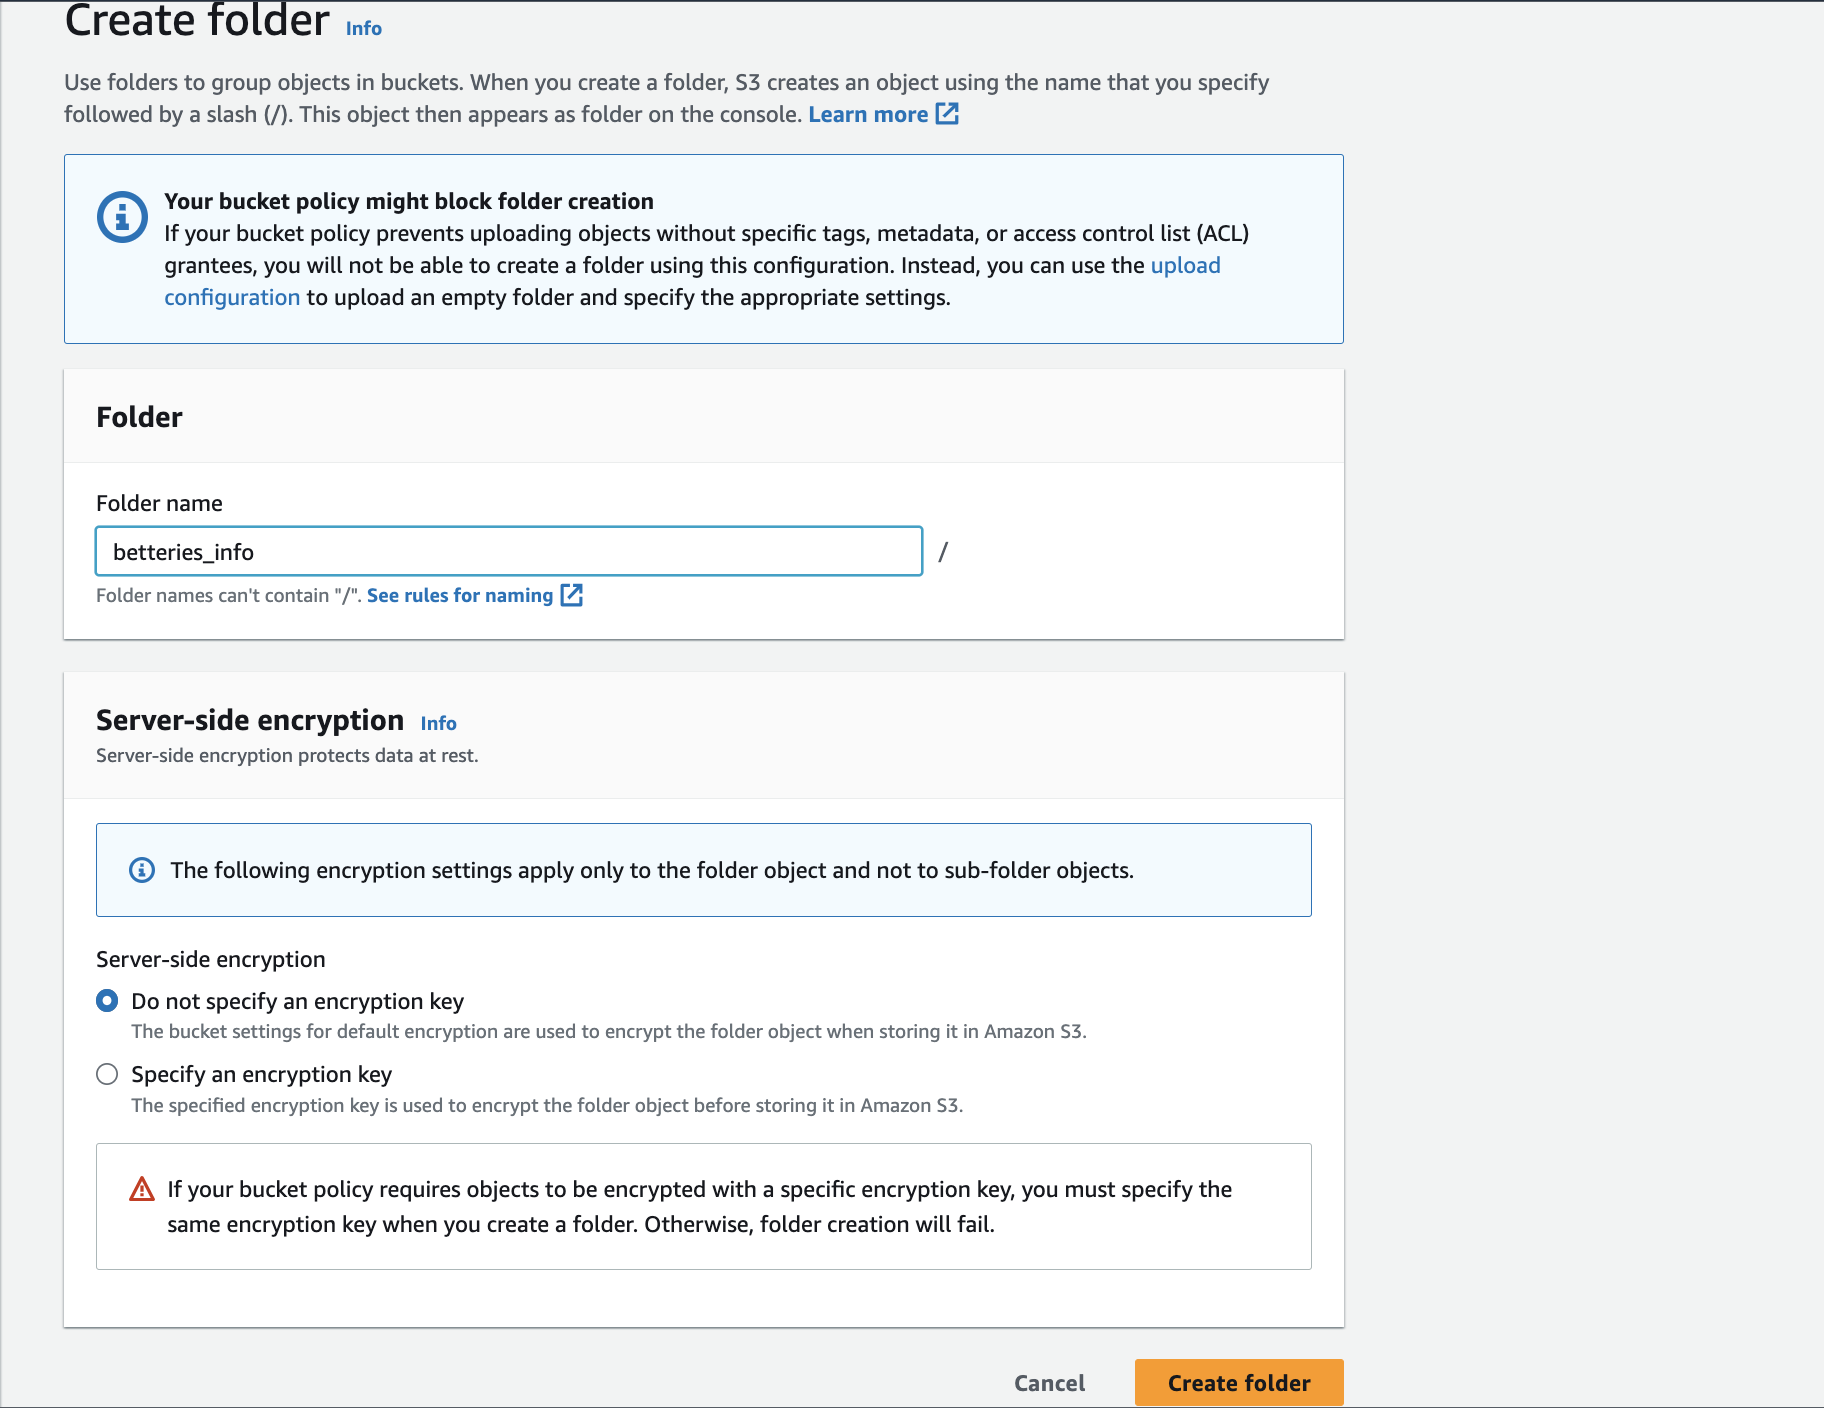 Create folder Info
Use folders to group objects in buckets. When you create a folder, S3 creates an object using the name that you specify
followed by a slash (/). This object then appears as folder on the console. Learn more
Your bucket policy might block folder creation
If your bucket policy prevents uploading objects without specific tags, metadata, or access control list (ACL)
grantees, you will not be able to create a folder using this configuration. Instead, you can use the upload
configuration to upload an empty folder and specify the appropriate settings.
Folder
Folder name
betteries_info /
Folder names can't contain "/". See rules for naming
Server-side encryption Info
Server-side encryption protects data at rest.
The following encryption settings apply only to the folder object and not to sub-folder objects.
Server-side encryption
Do not specify an encryption key
The bucket settings for default encryption are used to encrypt the folder object when storing it in Amazon S3.
Specify an encryption key
The specified encryption key is used to encrypt the folder object before storing it in Amazon S3.
If your bucket policy requires objects to be encrypted with a specific encryption key, you must specify the
same encryption key when you create a folder. Otherwise, folder creation will fail.
Cancel Create folder